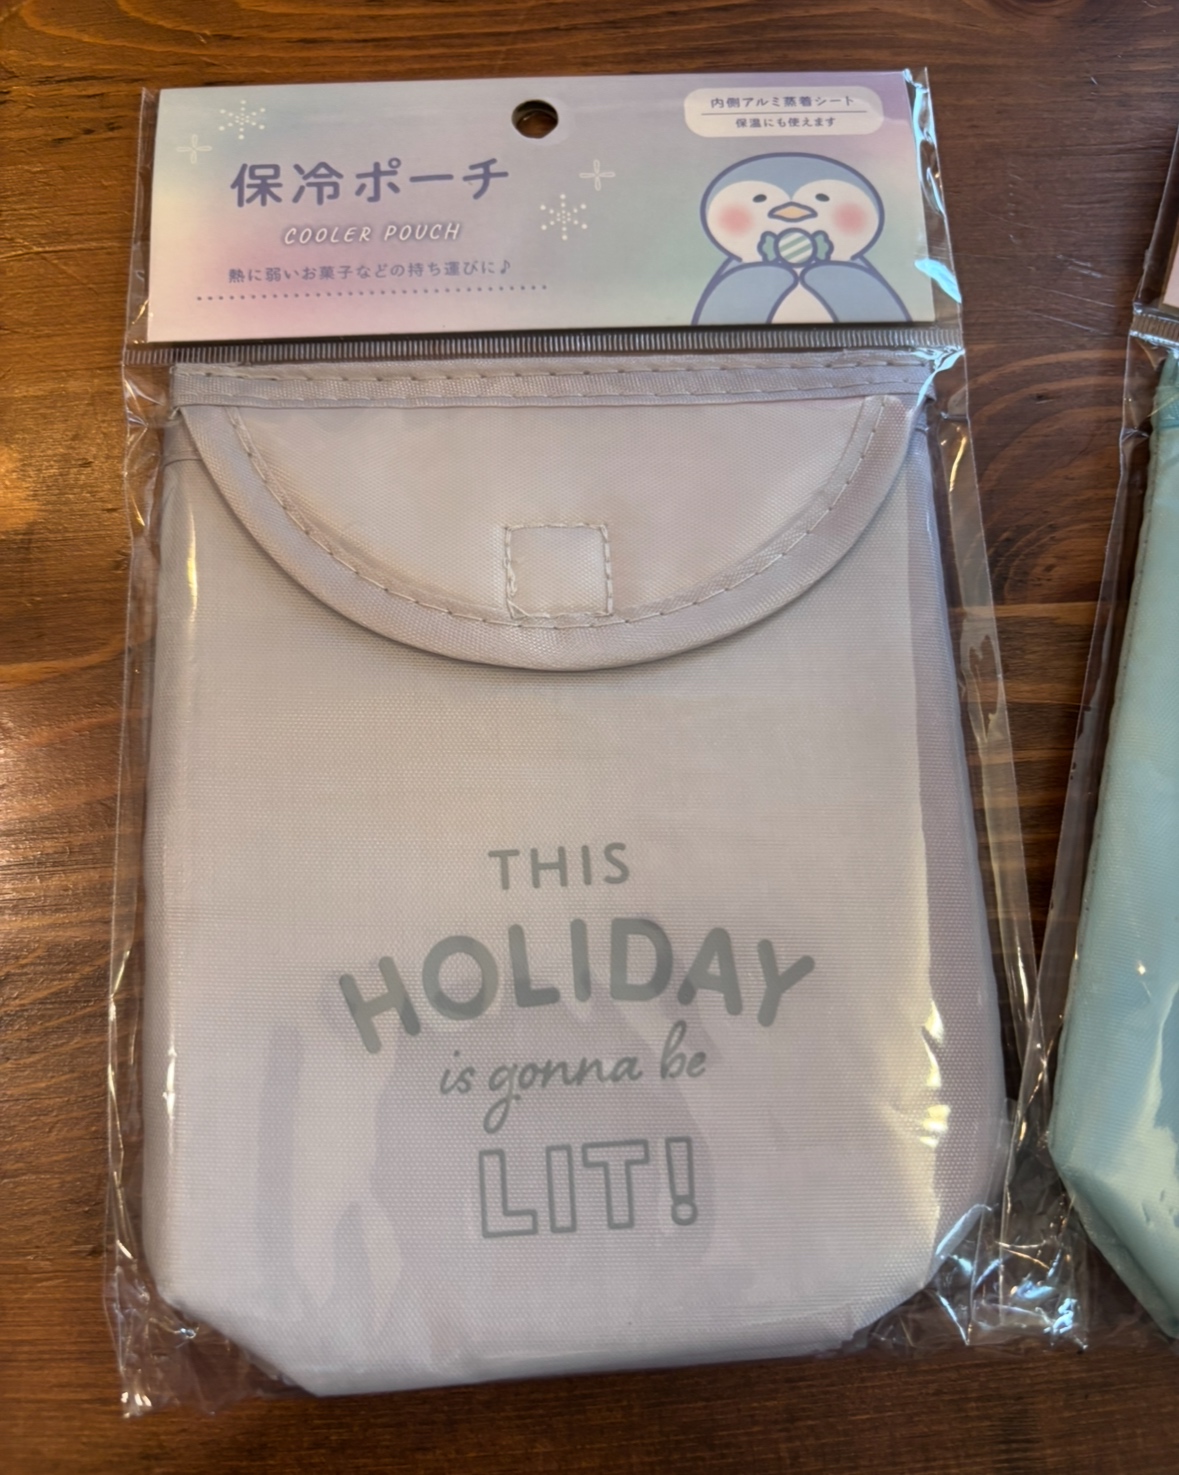 内側アルミ蒸着シート
保温にも使えます
保冷ポーチ
COOLER POUCH
熱に弱いお菓子などの持ち運びに♪
THIS
HOLIDAY
is gonna be
LIT!